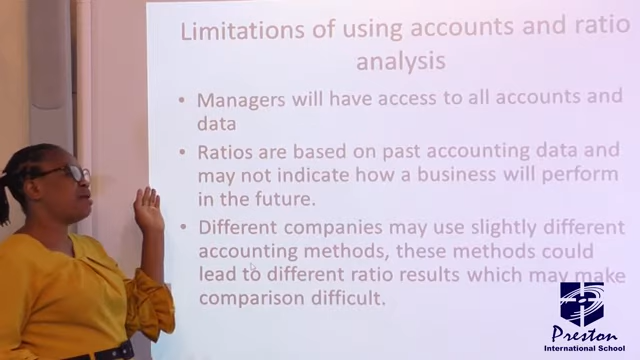 Limitations of using accounts and ratio
analysis
• Managers will have access to all accounts and
data
• Ratios are based on past accounting data and
may not indicate how a business will perform
in the future.
• Different companies may use slightly different
accounting methods, these methods could
lead to different ratio results which may make
comparison difficult.
Preston
International School